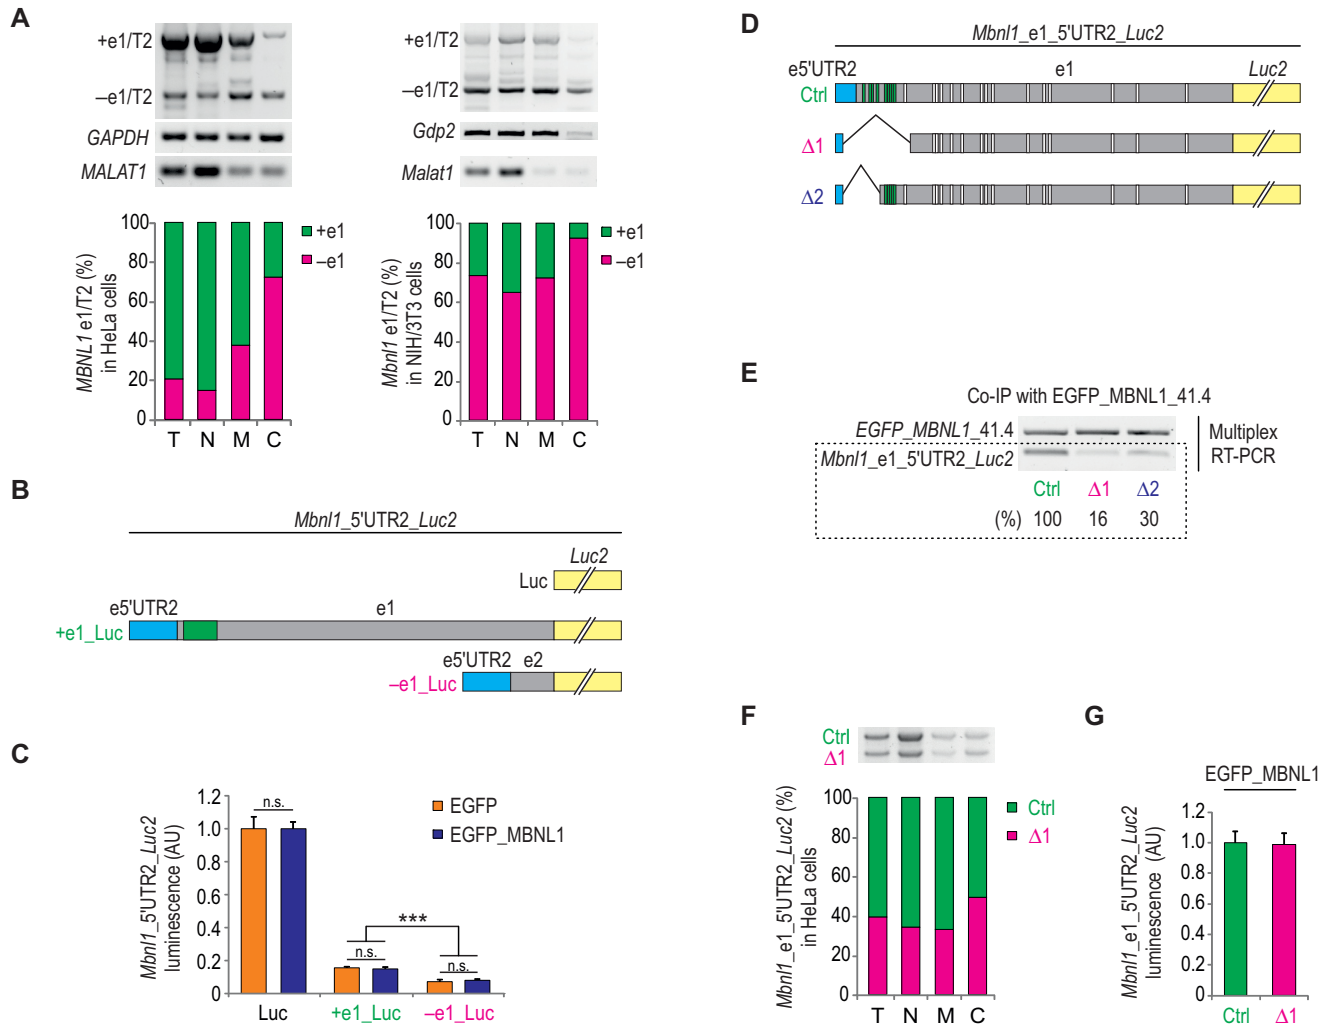 A
+e1/T2
–e1/T2
GAPDH
MALAT1
+e1/T2
–e1/T2
Gdp2
Malat1
MBNL1 e1/T2 (%)
in HeLa cells
100
80
60
40
20
0
T N M C
+e1
–e1
Mbnl1 e1/T2 (%)
in NIH/3T3 cells
100
80
60
40
20
0
T N M C
+e1
–e1
B
Mbnl1_5'UTR2_Luc2
Luc2
Luc
e5'UTR2 e1
+e1_Luc
e5'UTR2 e2
–e1_Luc
C
Mbnl1_5'UTR2_Luc2
luminescence (AU)
1.2
1.0
0.8
0.6
0.4
0.2
0
n.s.
EGFP
EGFP_MBNL1
***
n.s.
n.s.
Luc +e1_Luc –e1_Luc
D
Mbnl1_e1_5'UTR2_Luc2
e5'UTR2 e1 Luc2
Ctrl
Δ1
Δ2
E
Co-IP with EGFP_MBNL1_41.4
EGFP_MBNL1_41.4
Mbnl1_e1_5'UTR2_Luc2
Multiplex
RT-PCR
Ctrl Δ1 Δ2
(%) 100 16 30
F
Ctrl
Δ1
Mbnl1_e1_5'UTR2_Luc2 (%)
in HeLa cells
100
80
60
40
20
0
T N M C
Ctrl
Δ1
G
EGFP_MBNL1
Mbnl1_e1_5'UTR2_Luc2
luminescence (AU)
1.2
1.0
0.8
0.6
0.4
0.2
0
Ctrl Δ1